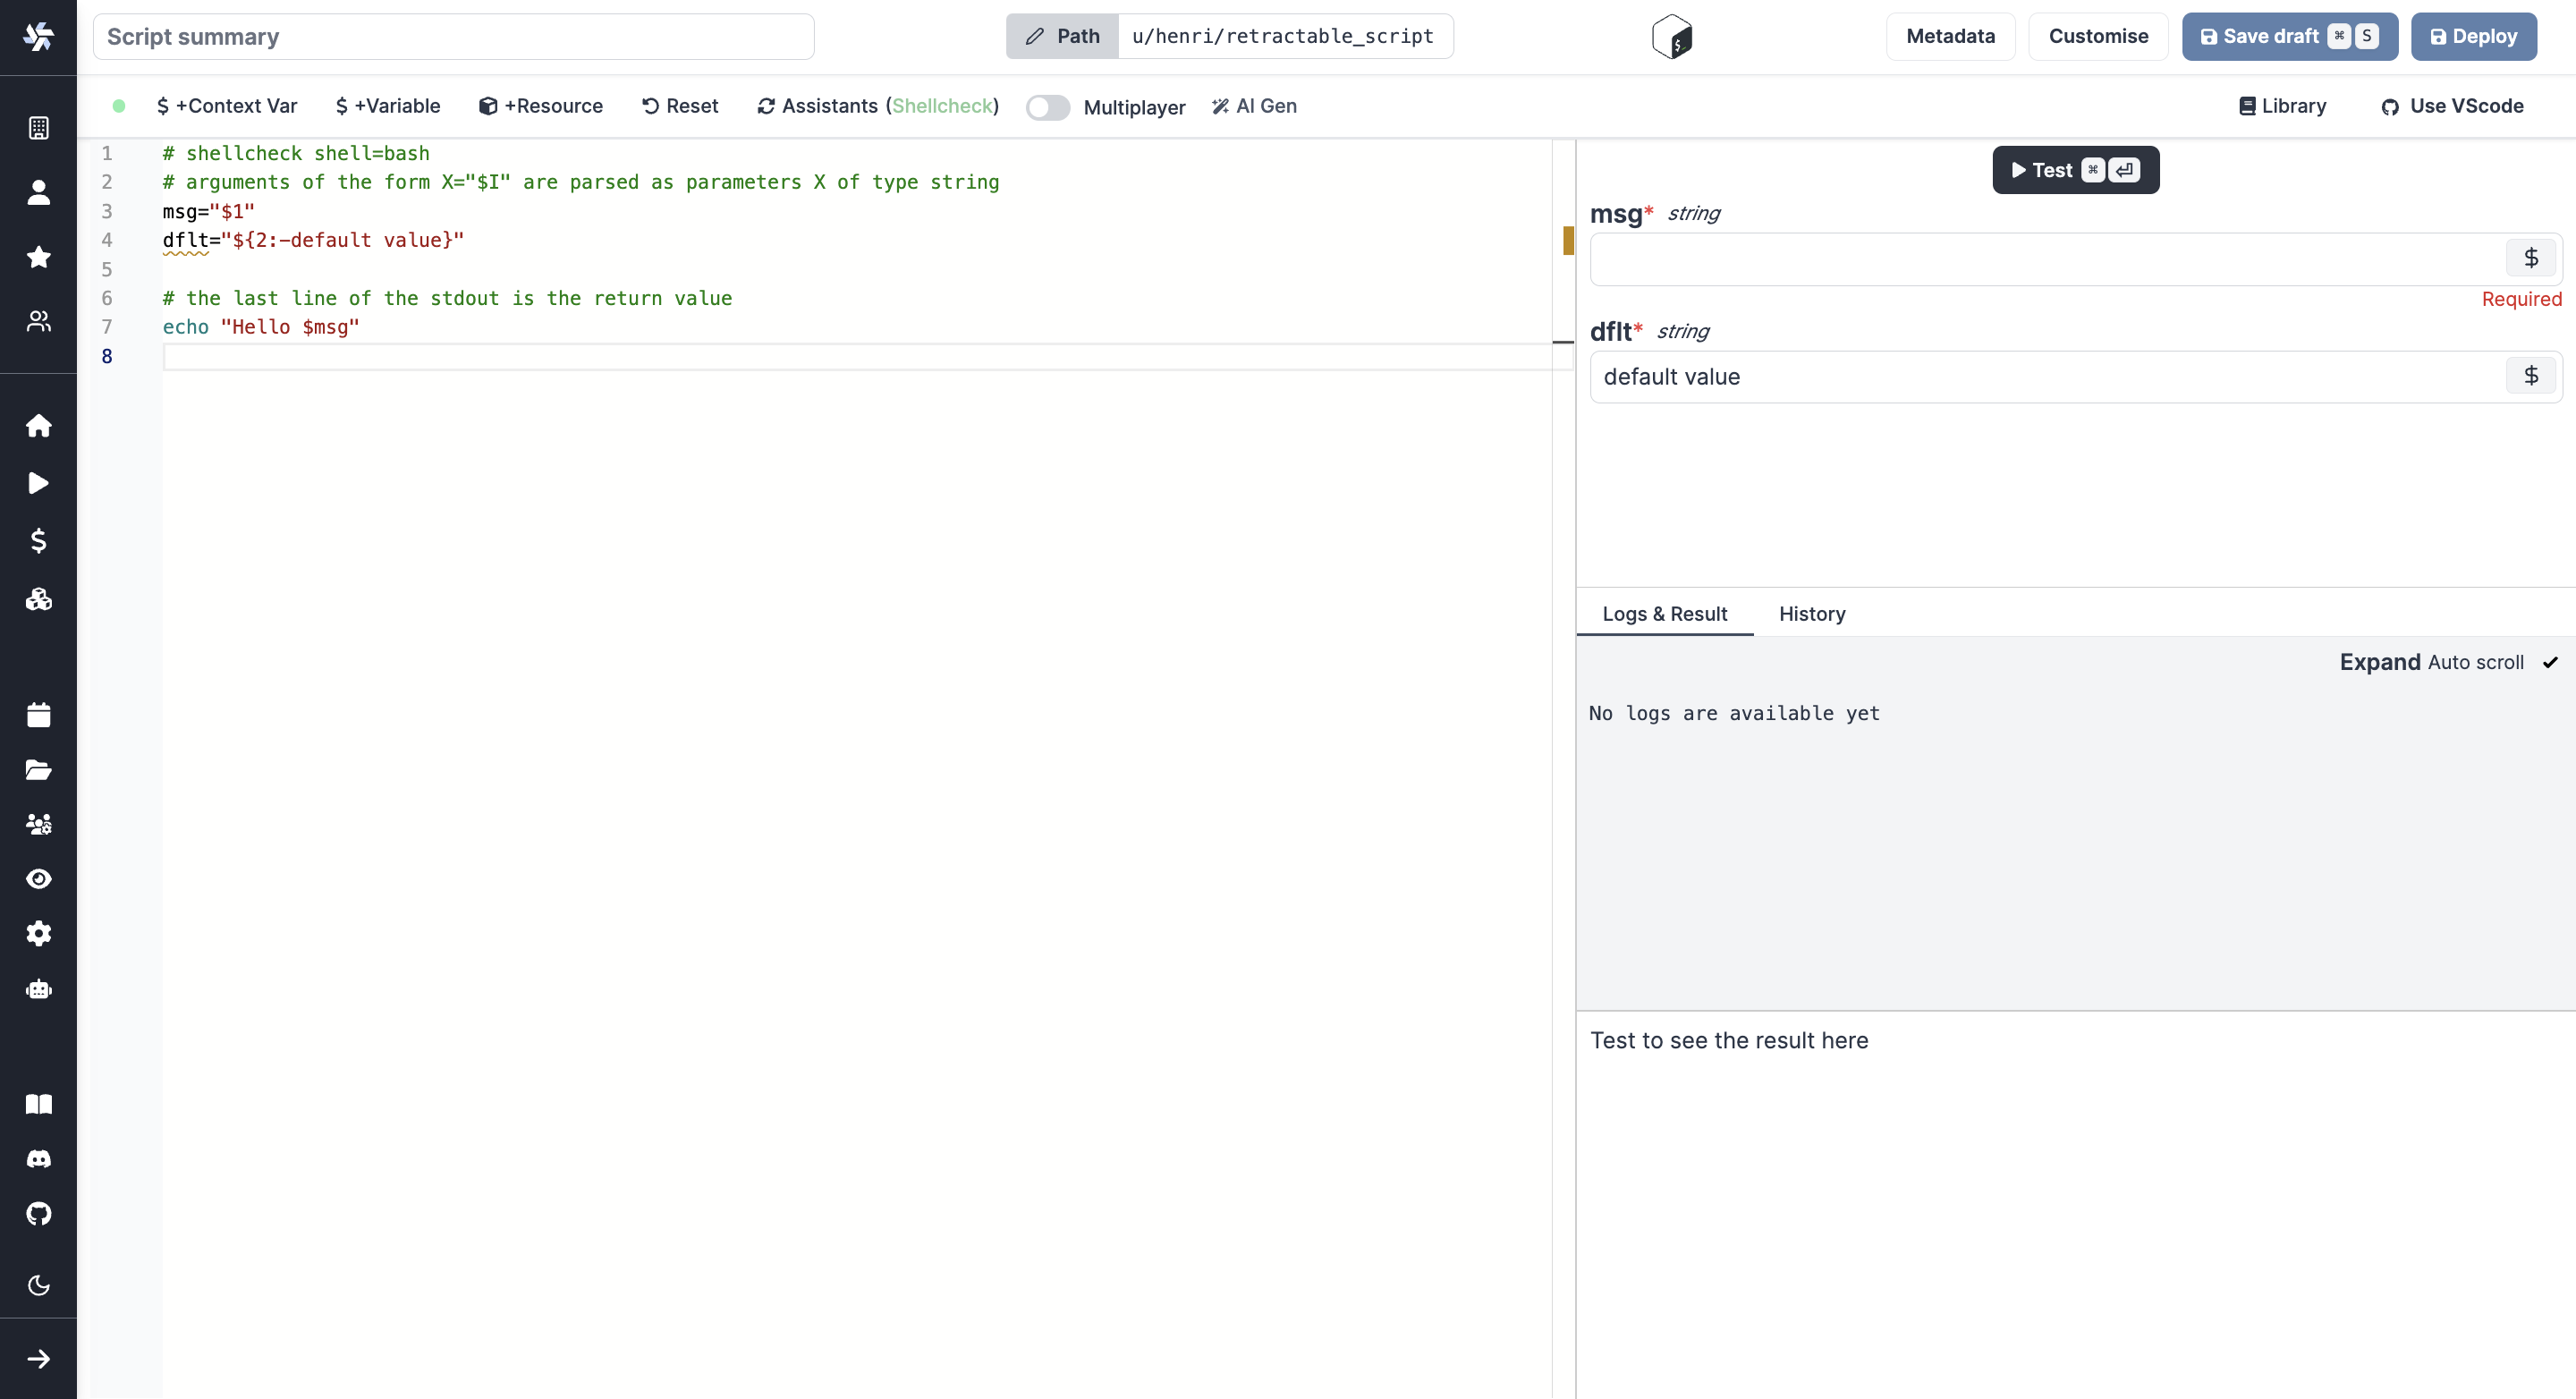 Script summary
Path u/henri/retractable_script
Metadata Customise Save draft ⌘ S Deploy
$ +Context Var $ +Variable +Resource Reset Assistants (Shellcheck) Multiplayer AI Gen Library Use VScode
1 # shellcheck shell=bash
2 # arguments of the form X="$I" are parsed as parameters X of type string
3 msg="$1"
4 dflt="${2:-default value}"
5
6 # the last line of the stdout is the return value
7 echo "Hello $msg"
8
Test ⌘ ⏎
msg* string
$
Required
dflt* string
default value $
Logs & Result History
Expand Auto scroll
No logs are available yet
Test to see the result here